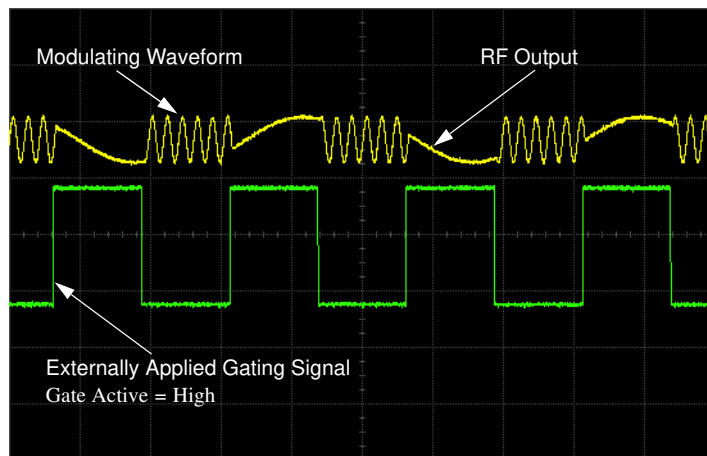 Modulating Waveform
RF Output
Externally Applied Gating Signal
Gate Active = High